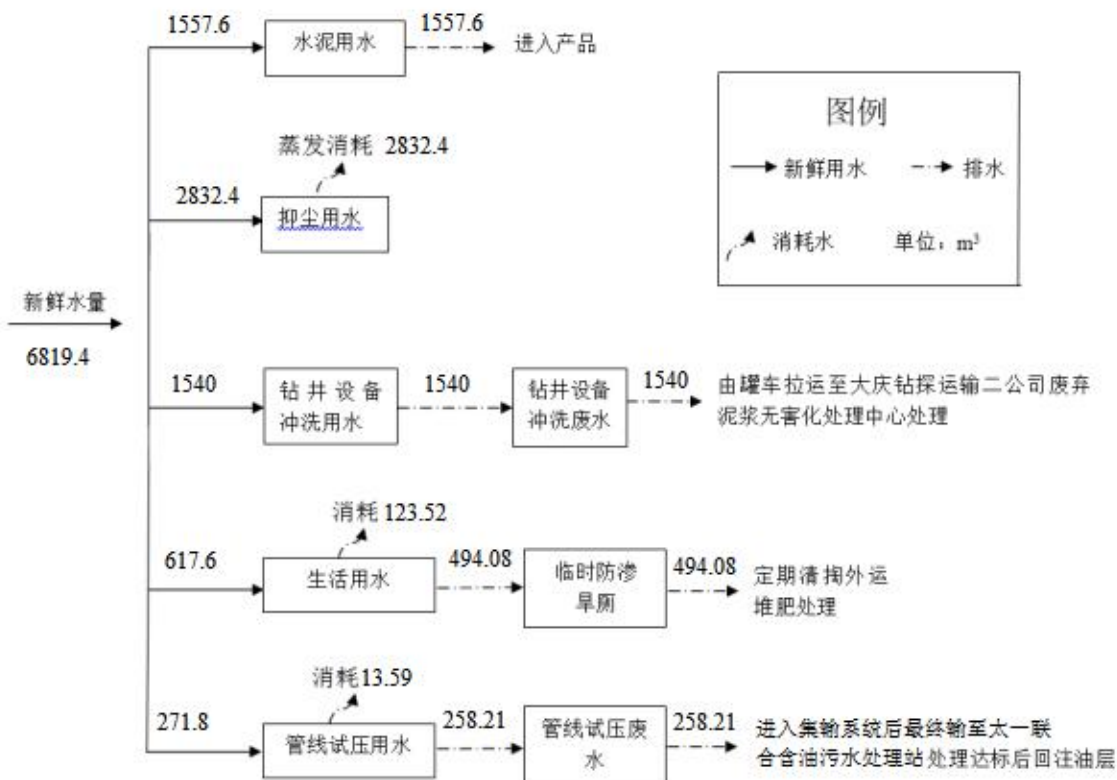 1557.6
水泥用水
1557.6
进入产品
图例
新鲜用水
排水
消耗水
单位：m³
蒸发消耗 2832.4
2832.4
抑尘用水
新鲜水量
6819.4
1540
钻井设备
冲洗用水
1540
钻井设备
冲洗废水
1540
由罐车拉运至大庆钻探运输二公司废弃
泥浆无害化处理中心处理
消耗 123.52
617.6
生活用水
494.08
临时防渗
旱厕
494.08
定期清掏外运
堆肥处理
消耗 13.59
271.8
管线试压用水
258.21
管线试压废
水
258.21
进入集输系统后最终输至太一联
合含油污水处理站处理达标后回注油层